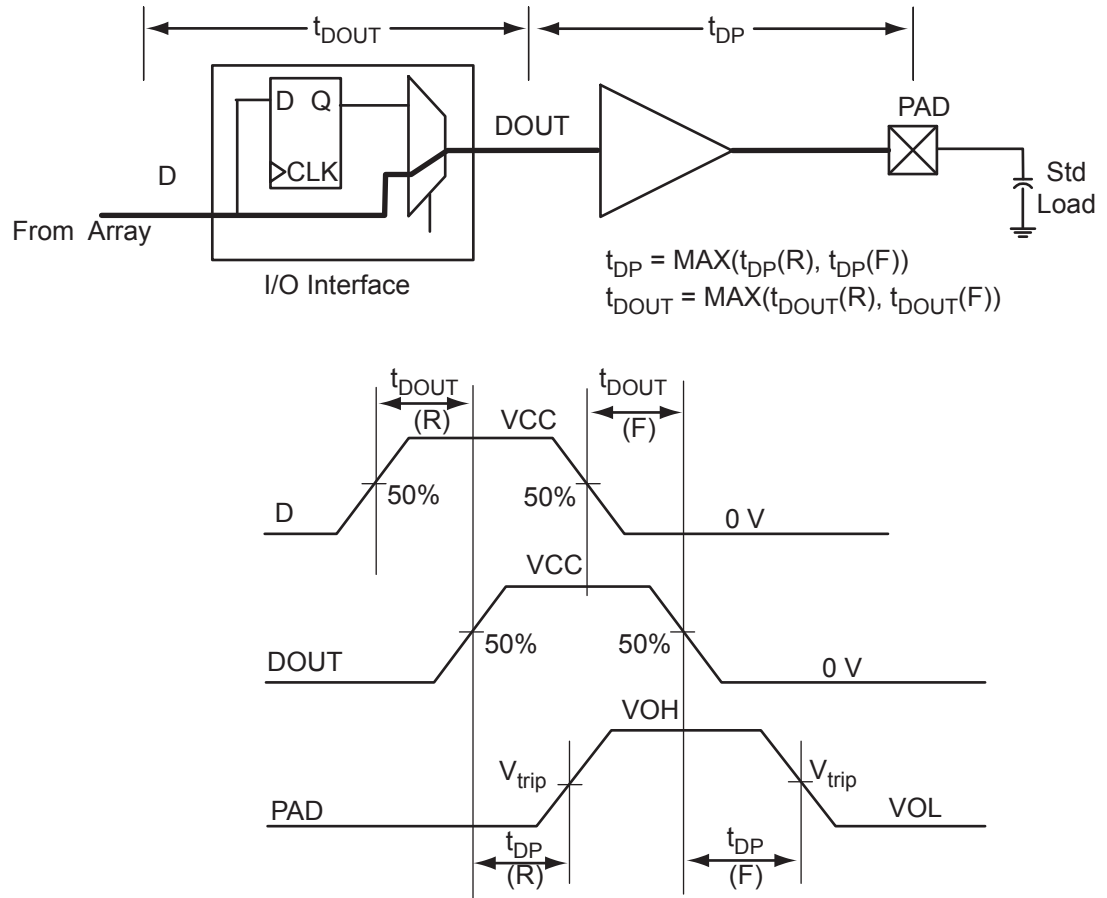 tDOUT
tDP
D Q
CLK
DOUT
PAD
D
Std
Load
From Array
I/O Interface
tDP = MAX(tDP(R), tDP(F))
tDOUT = MAX(tDOUT(R), tDOUT(F))
tDOUT
(R)
VCC
tDOUT
(F)
50%
50%
D
0 V
VCC
50%
50%
DOUT
0 V
VOH
Vtrip
Vtrip
PAD
VOL
tDP
(R)
tDP
(F)